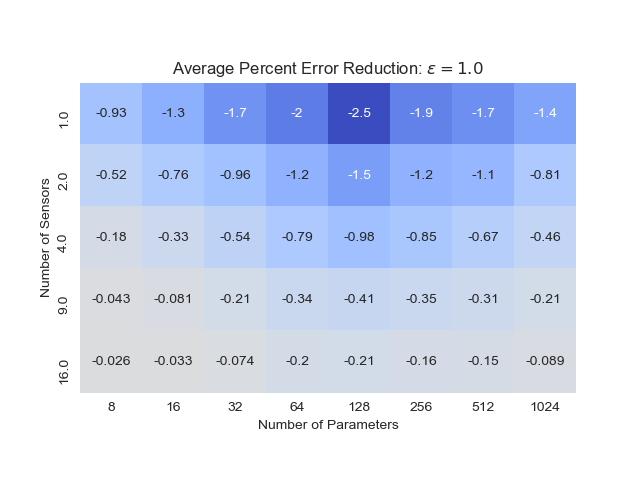 Average Percent Error Reduction: ε = 1.0
Number of Sensors
1.0 -0.93 -1.3 -1.7 -2 -2.5 -1.9 -1.7 -1.4
2.0 -0.52 -0.76 -0.96 -1.2 -1.5 -1.2 -1.1 -0.81
4.0 -0.18 -0.33 -0.54 -0.79 -0.98 -0.85 -0.67 -0.46
9.0 -0.043 -0.081 -0.21 -0.34 -0.41 -0.35 -0.31 -0.21
16.0 -0.026 -0.033 -0.074 -0.2 -0.21 -0.16 -0.15 -0.089
8 16 32 64 128 256 512 1024
Number of Parameters